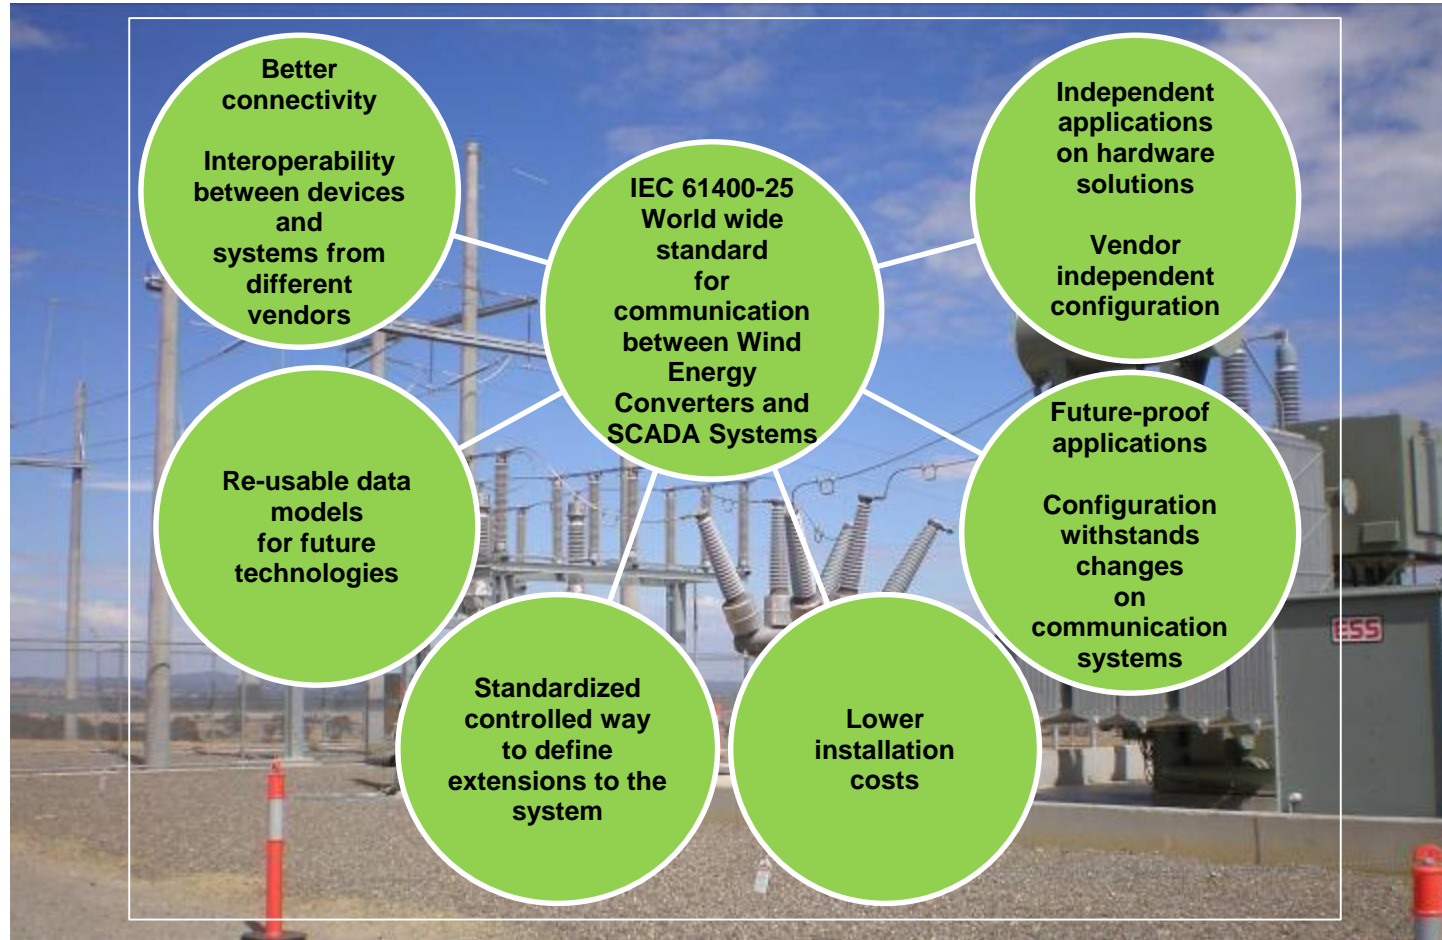 Better
connectivity
Interoperability
between devices
and
systems from
different
vendors
IEC 61400-25
World wide
standard
for
communication
between Wind
Energy
Converters and
SCADA Systems
Independent
applications
on hardware
solutions
Vendor
independent
configuration
Re-usable data
models
for future
technologies
Future-proof
applications
Configuration
withstands
changes
on
communication
systems
ESS
Standardized
controlled way
to define
extensions to the
system
Lower
installation
costs